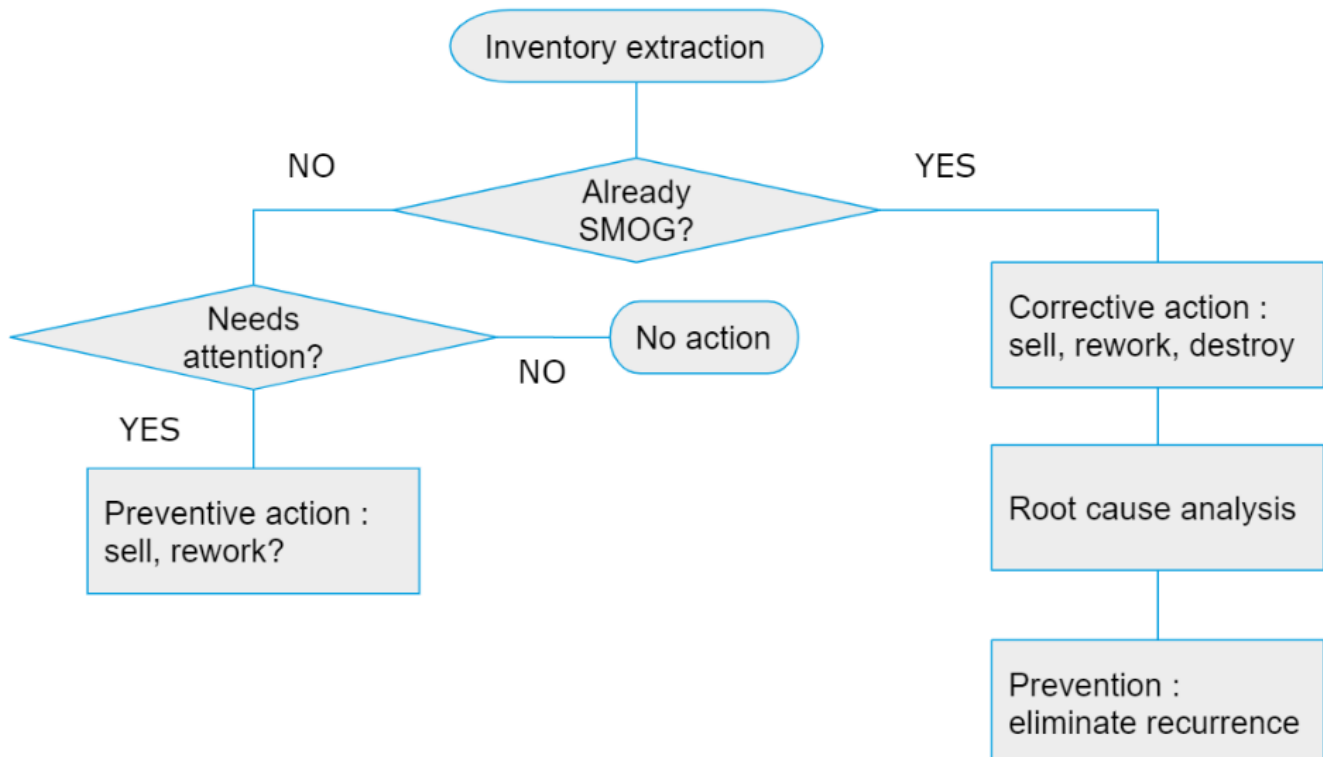 Inventory extraction
NO
YES
Already
SMOG?
Needs
attention?
NO
No action
Corrective action :
sell, rework, destroy
YES
Preventive action :
sell, rework?
Root cause analysis
Prevention :
eliminate recurrence